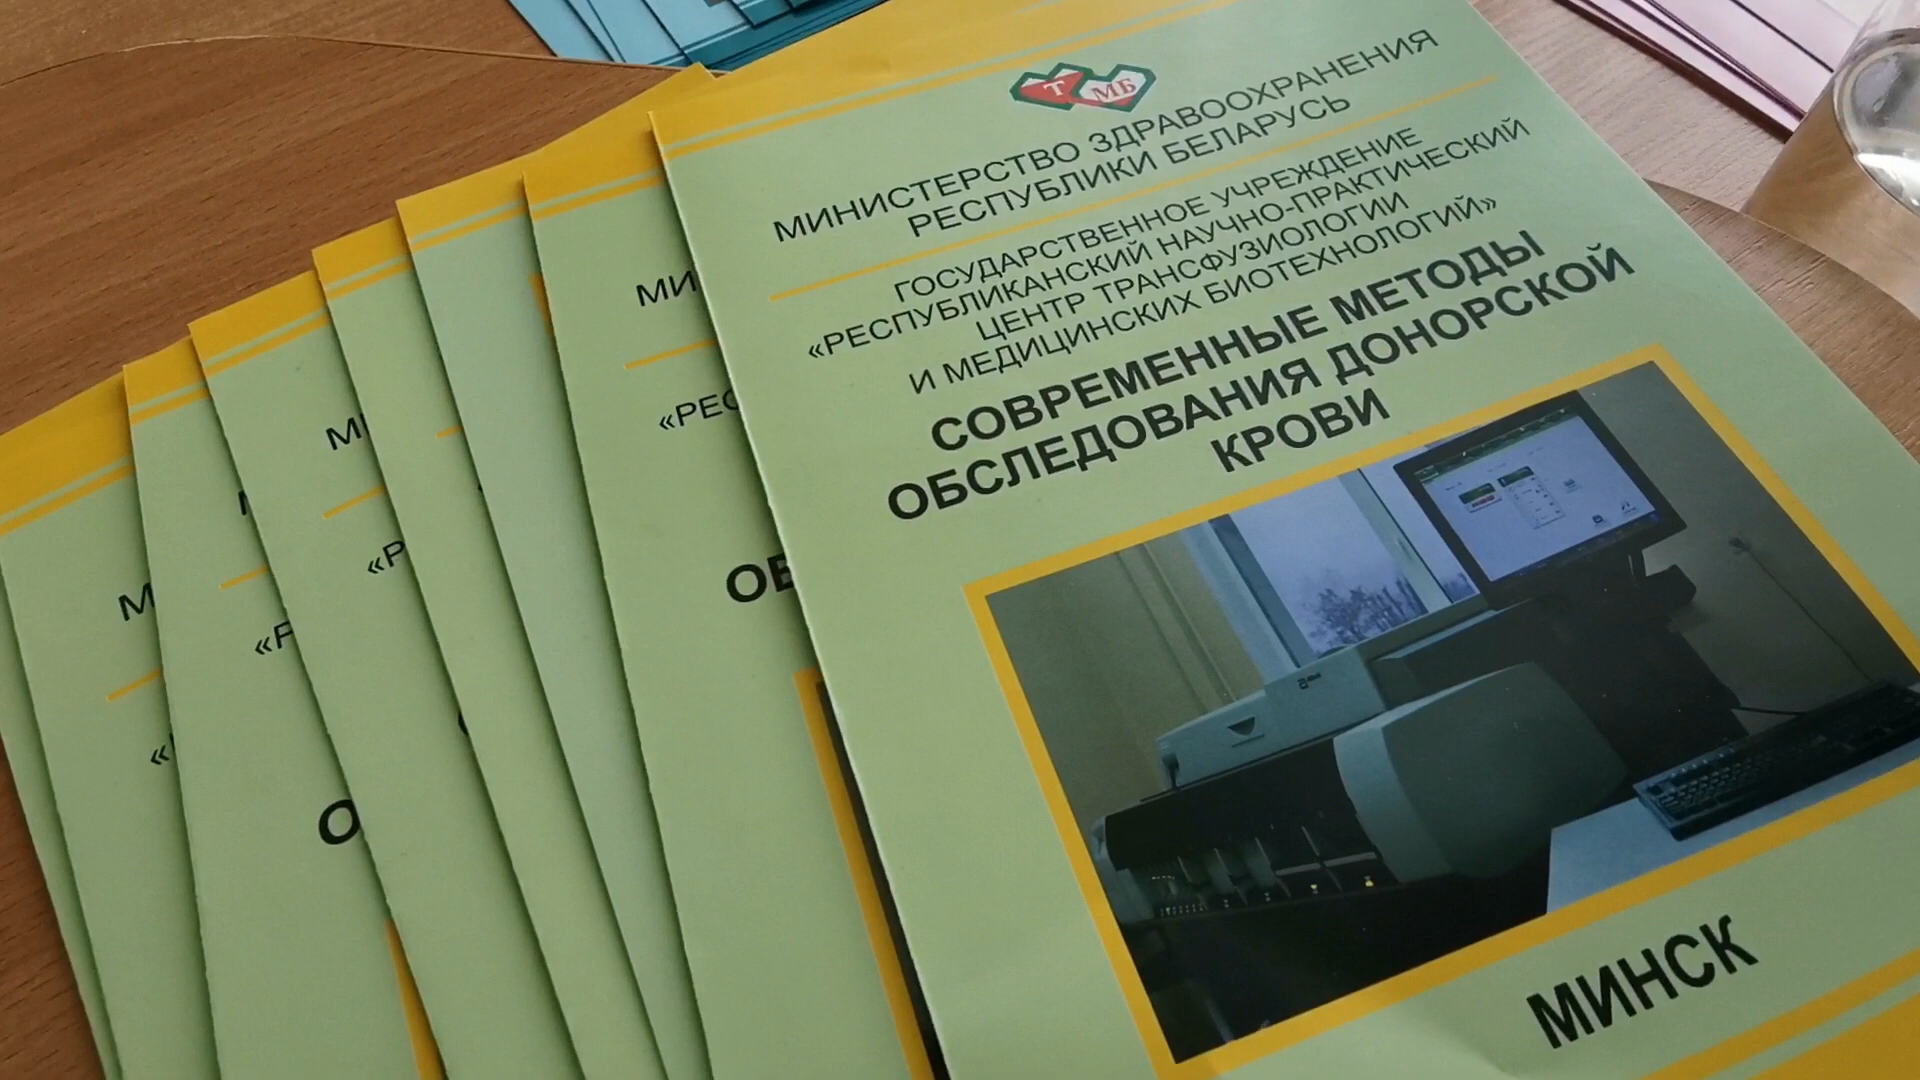 Т МБ
МИНИСТЕРСТВО ЗДРАВООХРАНЕНИЯ
РЕСПУБЛИКИ БЕЛАРУСЬ
ГОСУДАРСТВЕННОЕ УЧРЕЖДЕНИЕ
«РЕСПУБЛИКАНСКИЙ НАУЧНО-ПРАКТИЧЕСКИЙ
ЦЕНТР ТРАНСФУЗИОЛОГИИ
И МЕДИЦИНСКИХ БИОТЕХНОЛОГИЙ»
СОВРЕМЕННЫЕ МЕТОДЫ
ОБСЛЕДОВАНИЯ ДОНОРСКОЙ
КРОВИ
МИНСК